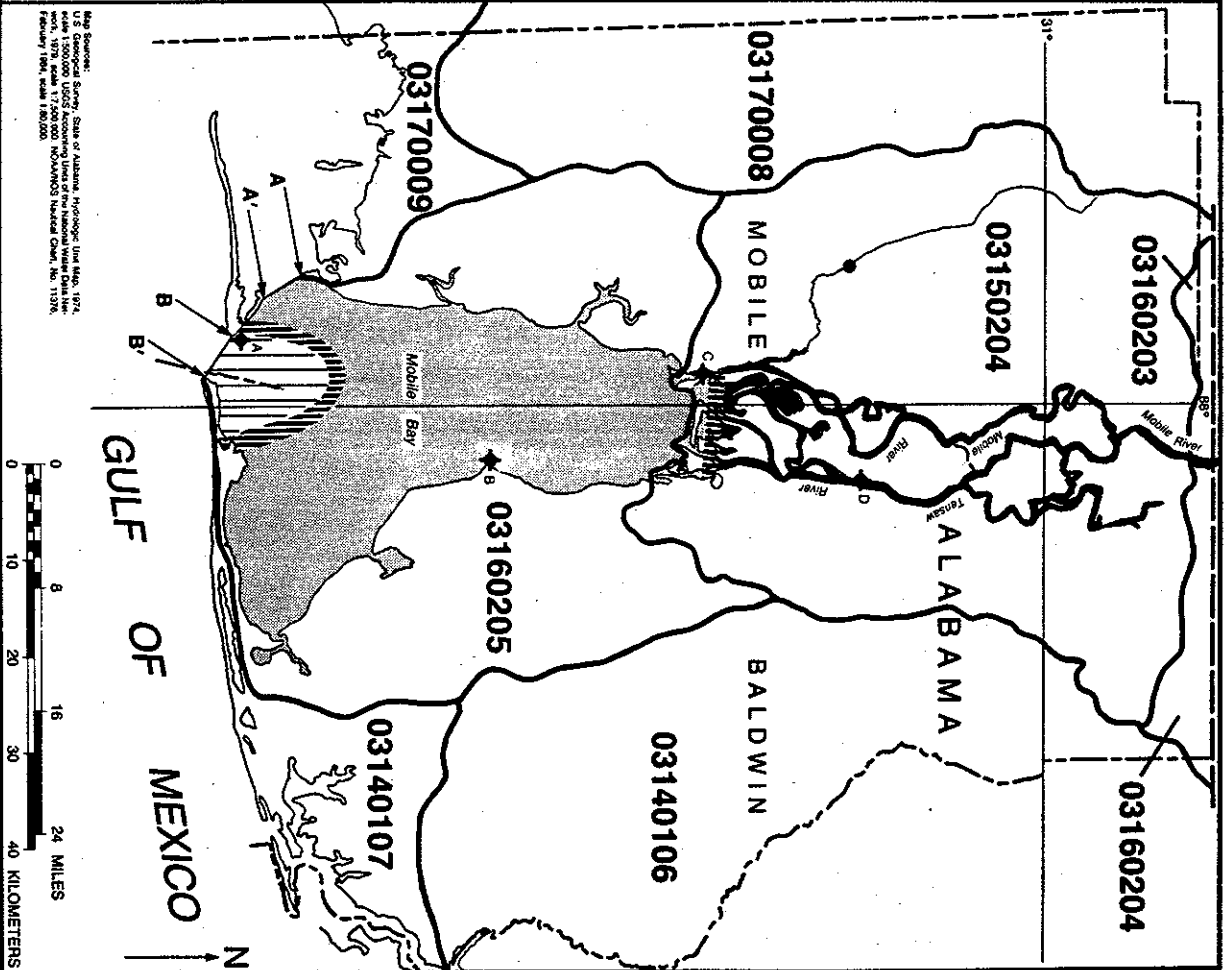 31°
88°
03160203
03160204
03150204
03170008
03170009
03160205
03140106
03140107
MOBILE
ALABAMA
BALDWIN
Mobile River
Mobile
River
Tensaw
River
Mobile Bay
A
A'
B
B'
A
B
C
D
GULF OF MEXICO
N
0 8 16 24 MILES
0 10 20 30 40 KILOMETERS
Map Sources:
U.S. Geological Survey, State of Alabama, Hydrologic Unit Map, 1974,
scale 1:500,000. USGS Accounting Units of the National Water Data Net-
work, 1979, scale 1:7,500,000. NOAA/NOS Nautical Chart, No. 11376,
February 1984, scale 1:80,000.